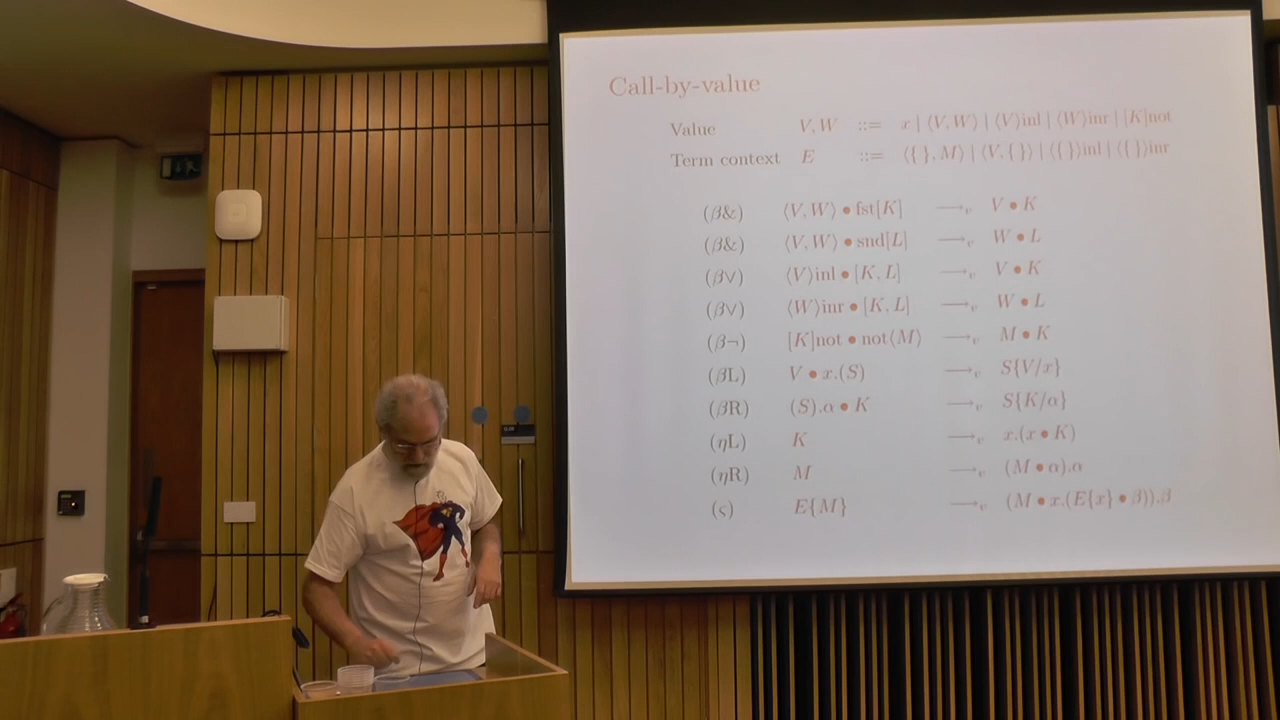 Call-by-value
Value V, W ::= x | ⟨V, W⟩ | ⟨V⟩inl | ⟨W⟩inr | [K]not
Term context E ::= ⟨{ }, M⟩ | ⟨V, { }⟩ | ⟨{ }⟩inl | ⟨{ }⟩inr
(β&) ⟨V, W⟩ • fst[K] ⟶ᵥ V • K
(β&) ⟨V, W⟩ • snd[L] ⟶ᵥ W • L
(β∨) ⟨V⟩inl • [K, L] ⟶ᵥ V • K
(β∨) ⟨W⟩inr • [K, L] ⟶ᵥ W • L
(β¬) [K]not • not⟨M⟩ ⟶ᵥ M • K
(βL) V • x.(S) ⟶ᵥ S{V/x}
(βR) (S).α • K ⟶ᵥ S{K/α}
(ηL) K ⟶ᵥ x.(x • K)
(ηR) M ⟶ᵥ (M • α).α
(ς) E{M} ⟶ᵥ (M • x.(E{x} • β)).β